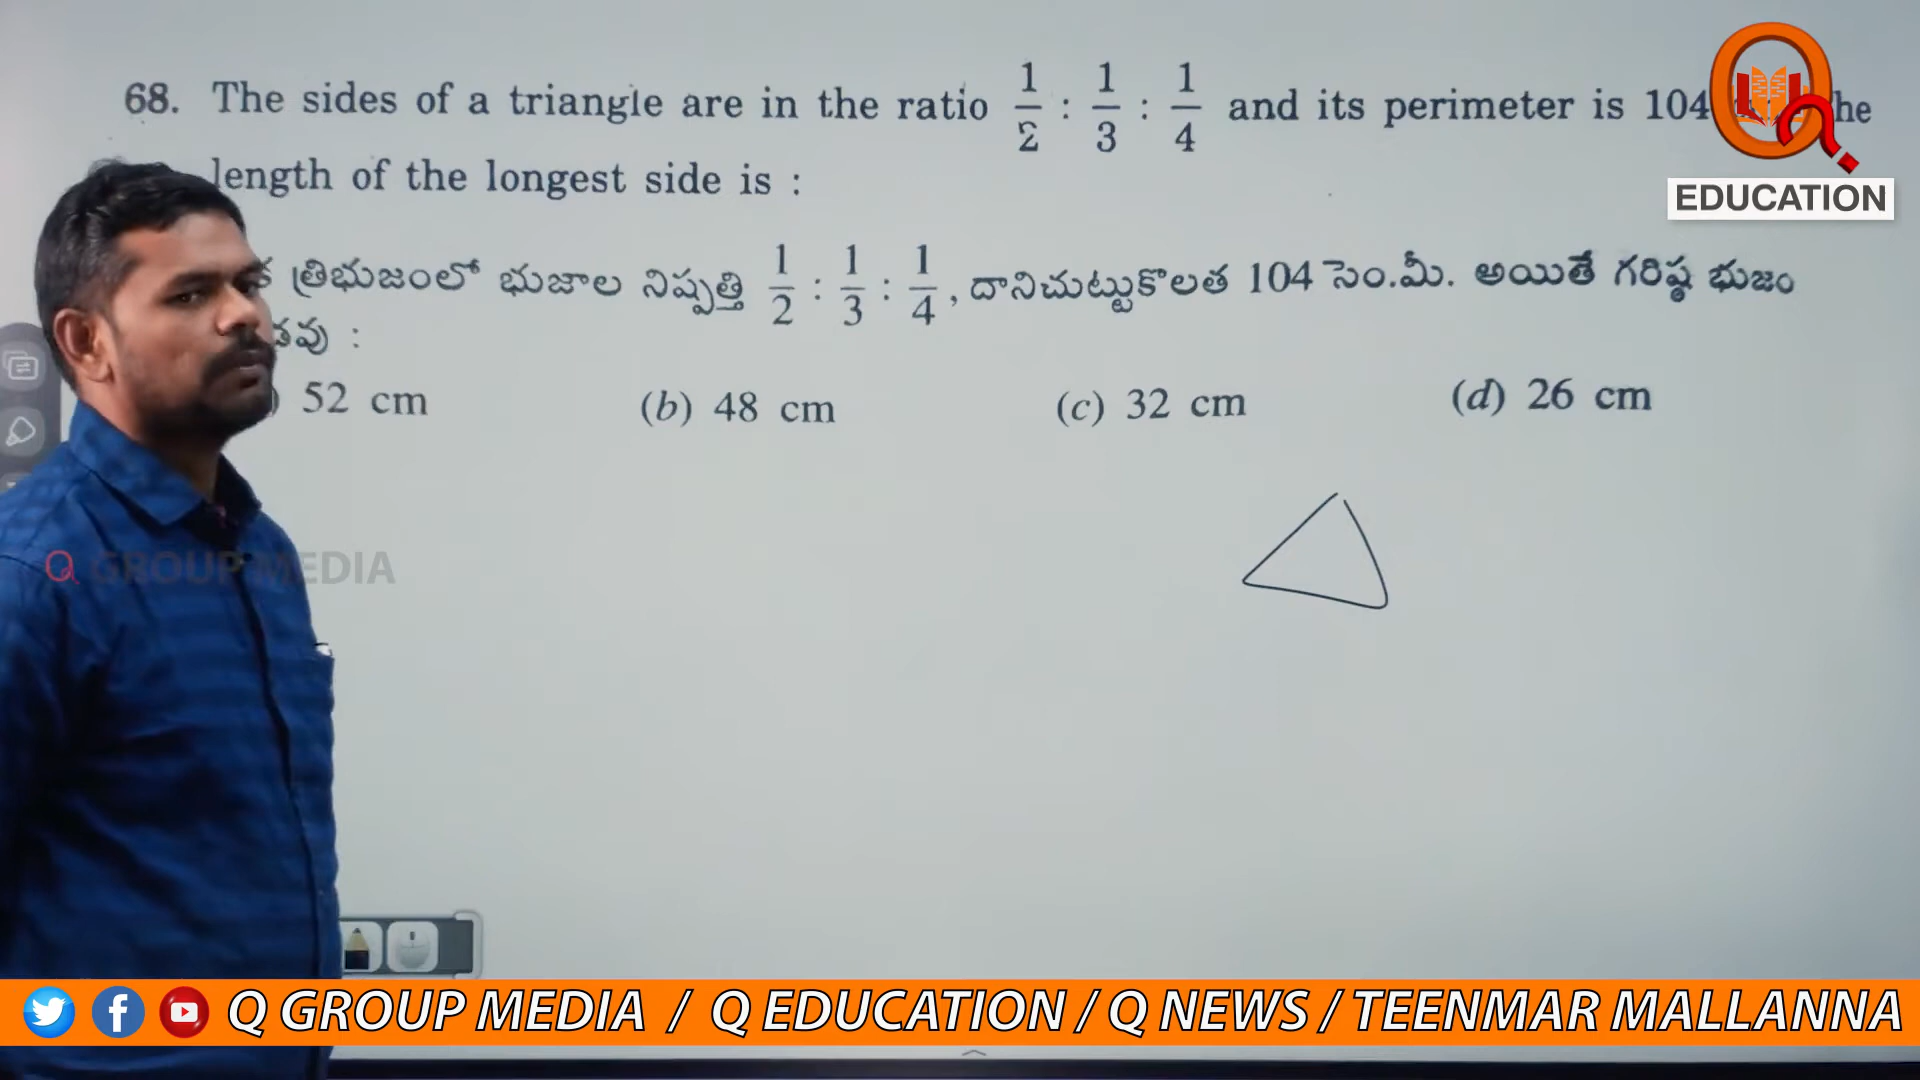 68. The sides of a triangle are in the ratio 1/2 : 1/3 : 1/4 and its perimeter is 104
length of the longest side is :
త్రిభుజంలో భుజాల నిష్పత్తి 1/2 : 1/3 : 1/4, దానిచుట్టుకొలత 104 సెం.మీ. అయితే గరిష్ఠ భుజం
:
52 cm (b) 48 cm (c) 32 cm (d) 26 cm
EDUCATION
Q GROUP MEDIA
Q GROUP MEDIA / Q EDUCATION / Q NEWS / TEENMAR MALLANNA